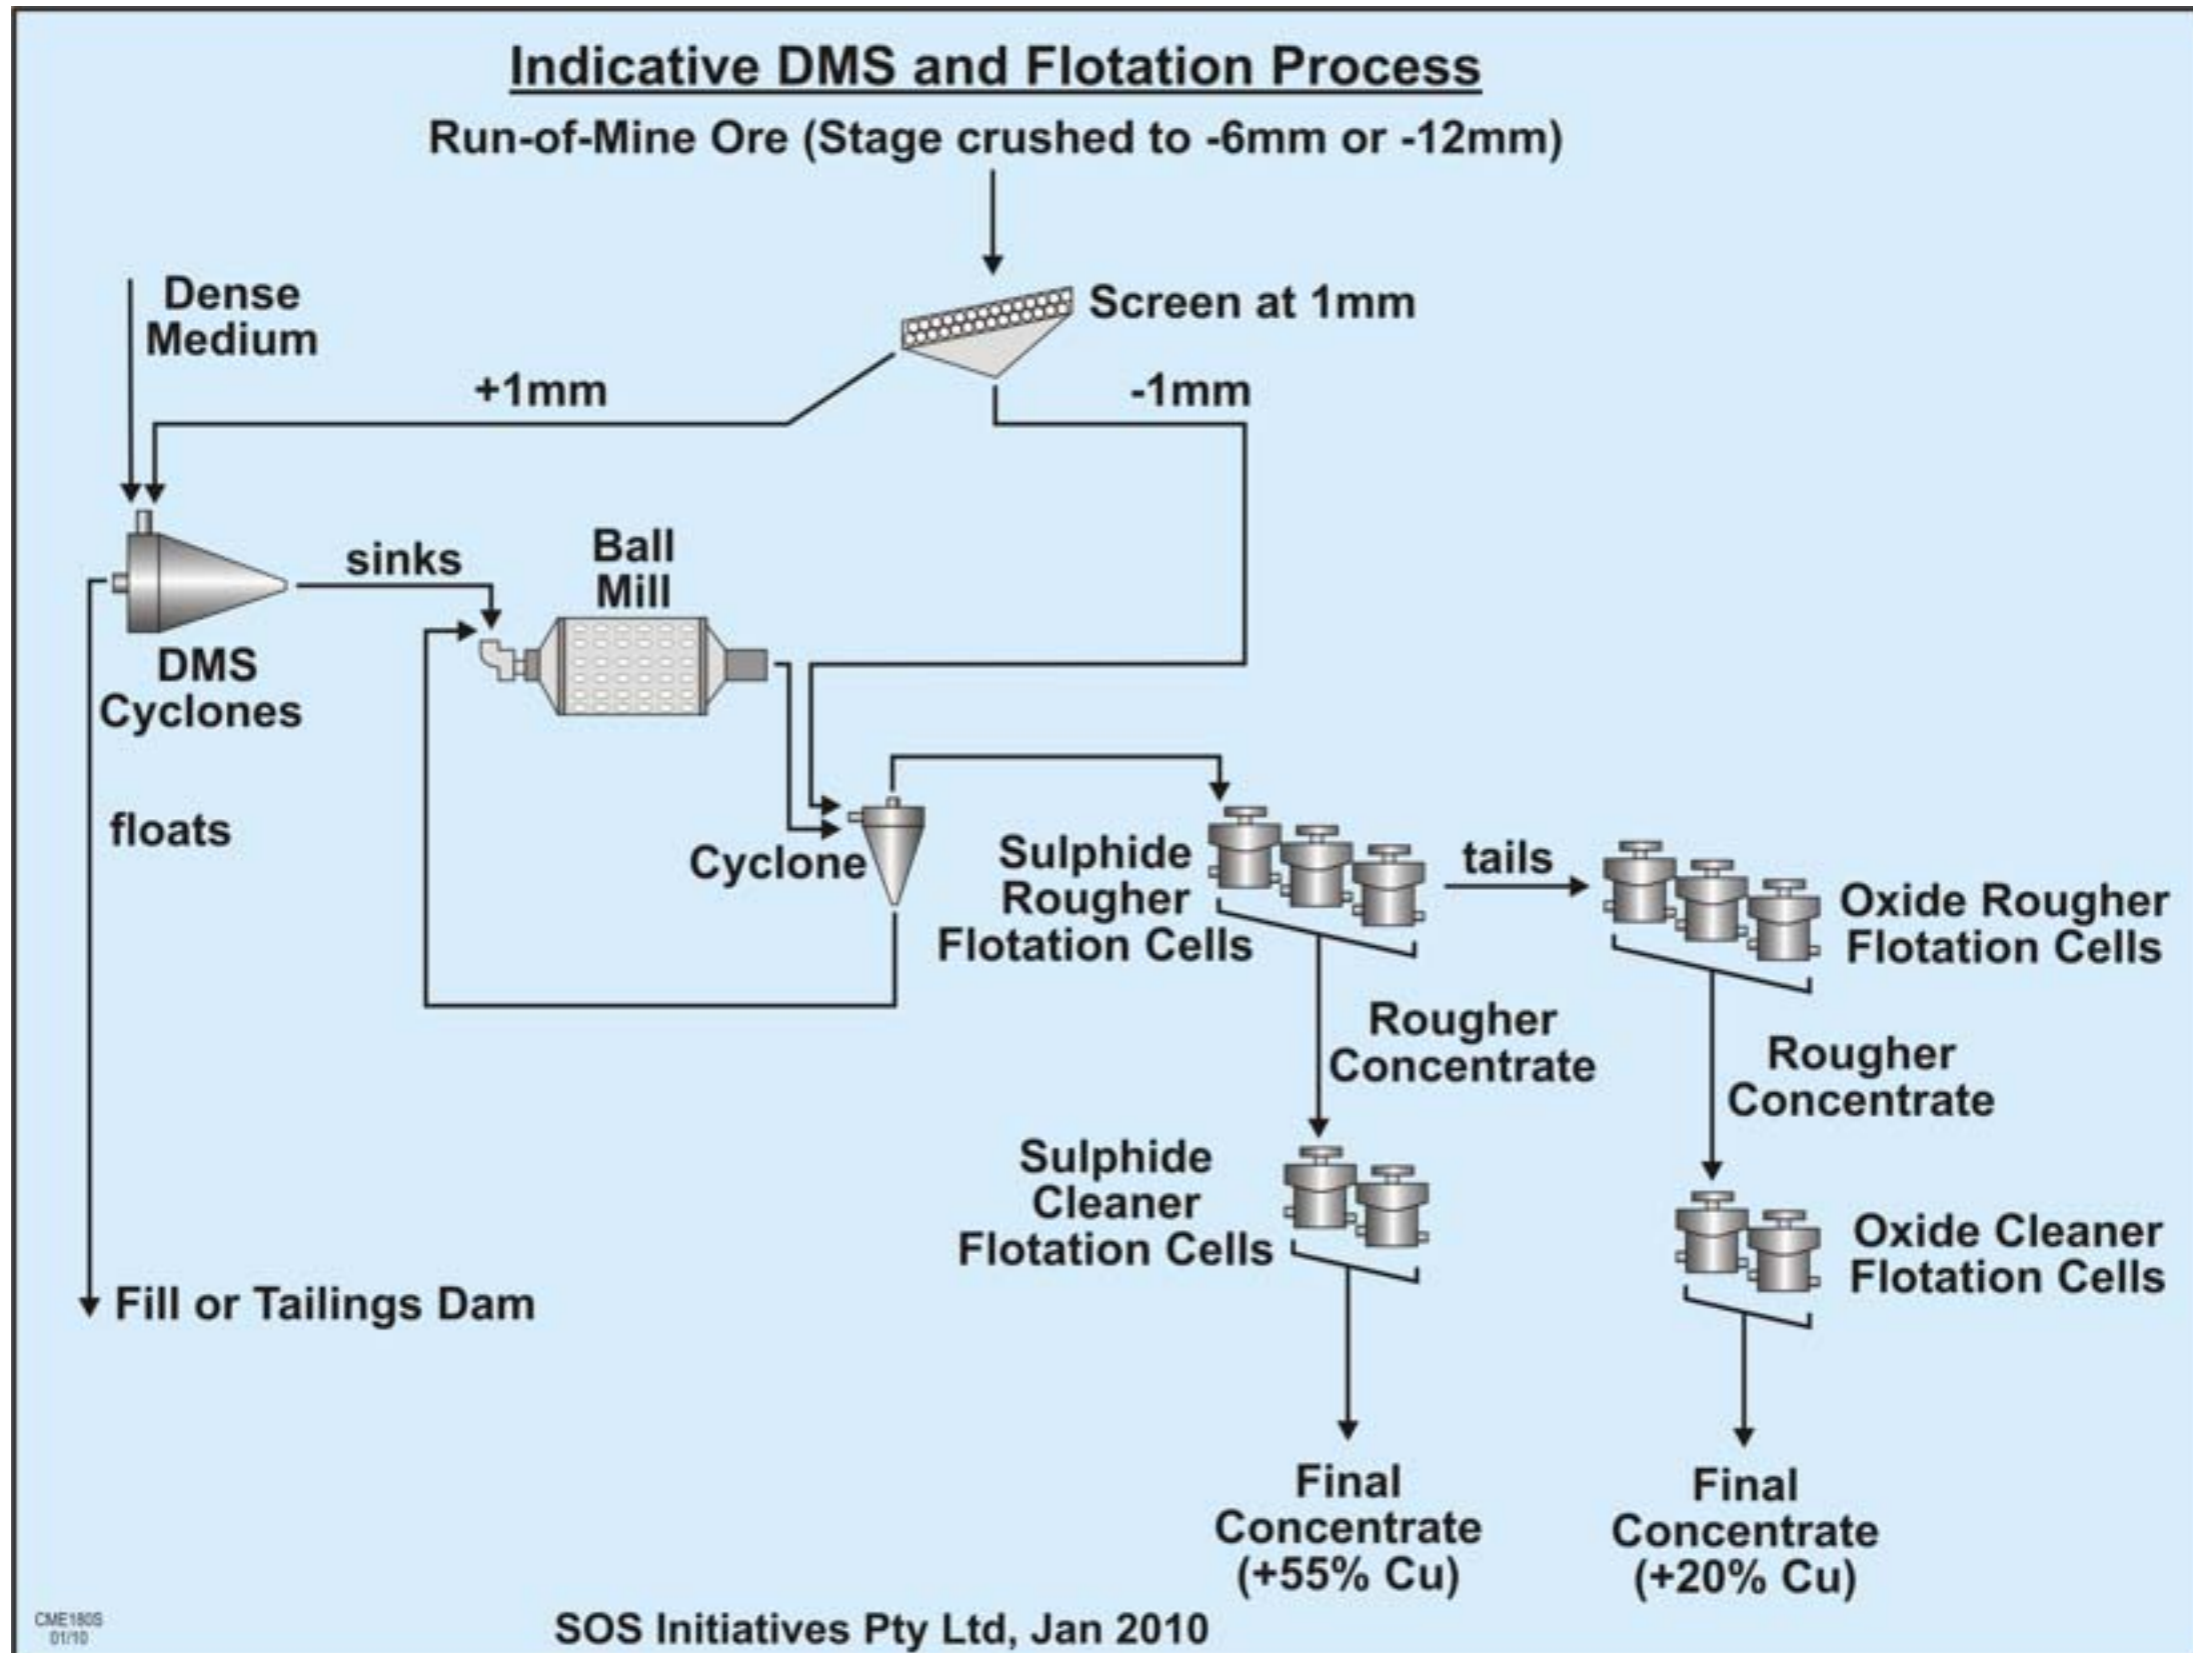 Indicative DMS and Flotation Process
Run-of-Mine Ore (Stage crushed to -6mm or -12mm)
Dense
Medium
Screen at 1mm
+1mm
-1mm
sinks
Ball
Mill
DMS
Cyclones
floats
Cyclone
Sulphide
Rougher
Flotation Cells
tails
Oxide Rougher
Flotation Cells
Rougher
Concentrate
Rougher
Concentrate
Sulphide
Cleaner
Flotation Cells
Oxide Cleaner
Flotation Cells
Fill or Tailings Dam
Final
Concentrate
(+55% Cu)
Final
Concentrate
(+20% Cu)
CME180S
01/10
SOS Initiatives Pty Ltd, Jan 2010